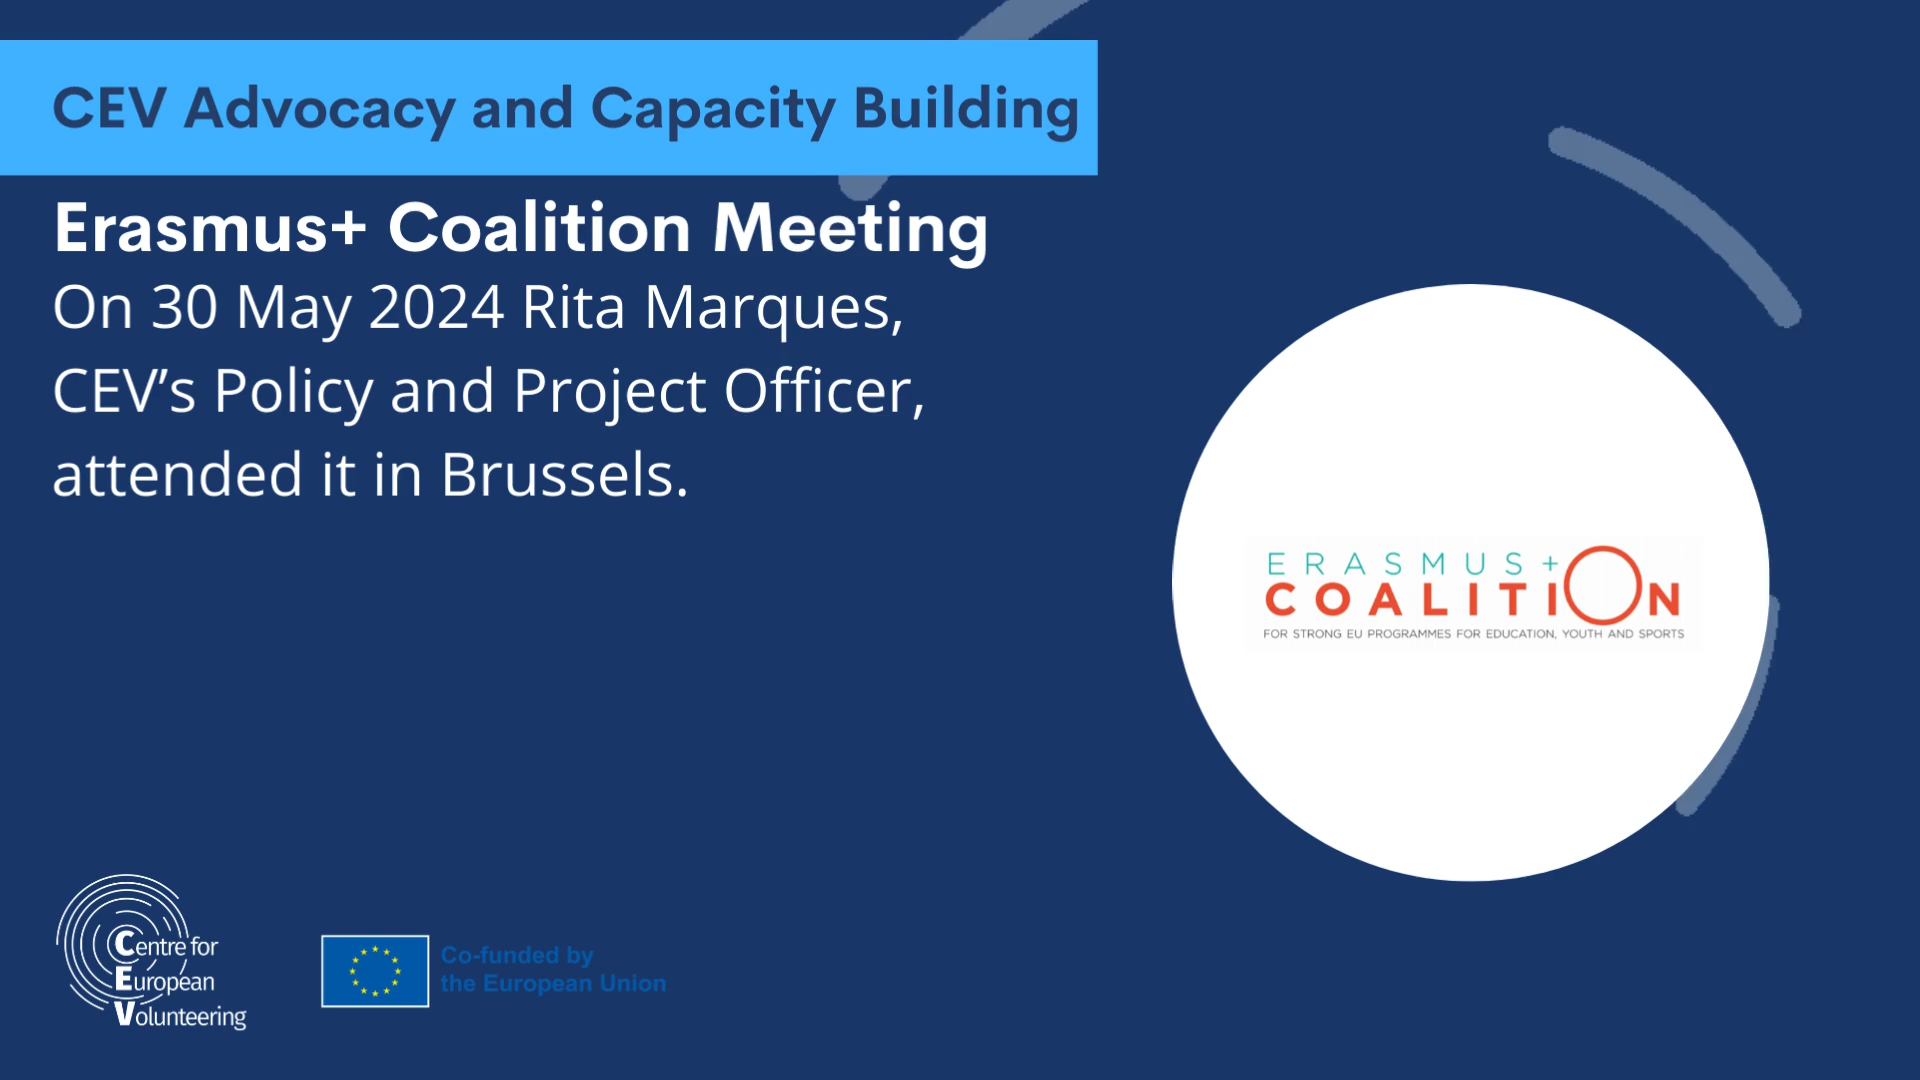 CEV Advocacy and Capacity Building
Erasmus+ Coalition Meeting
On 30 May 2024 Rita Marques,
CEV’s Policy and Project Officer,
attended it in Brussels.
ERASMUS+
COALITION
FOR STRONG EU PROGRAMMES FOR EDUCATION, YOUTH AND SPORTS
Centre for
European
Volunteering
Co-funded by
the European Union